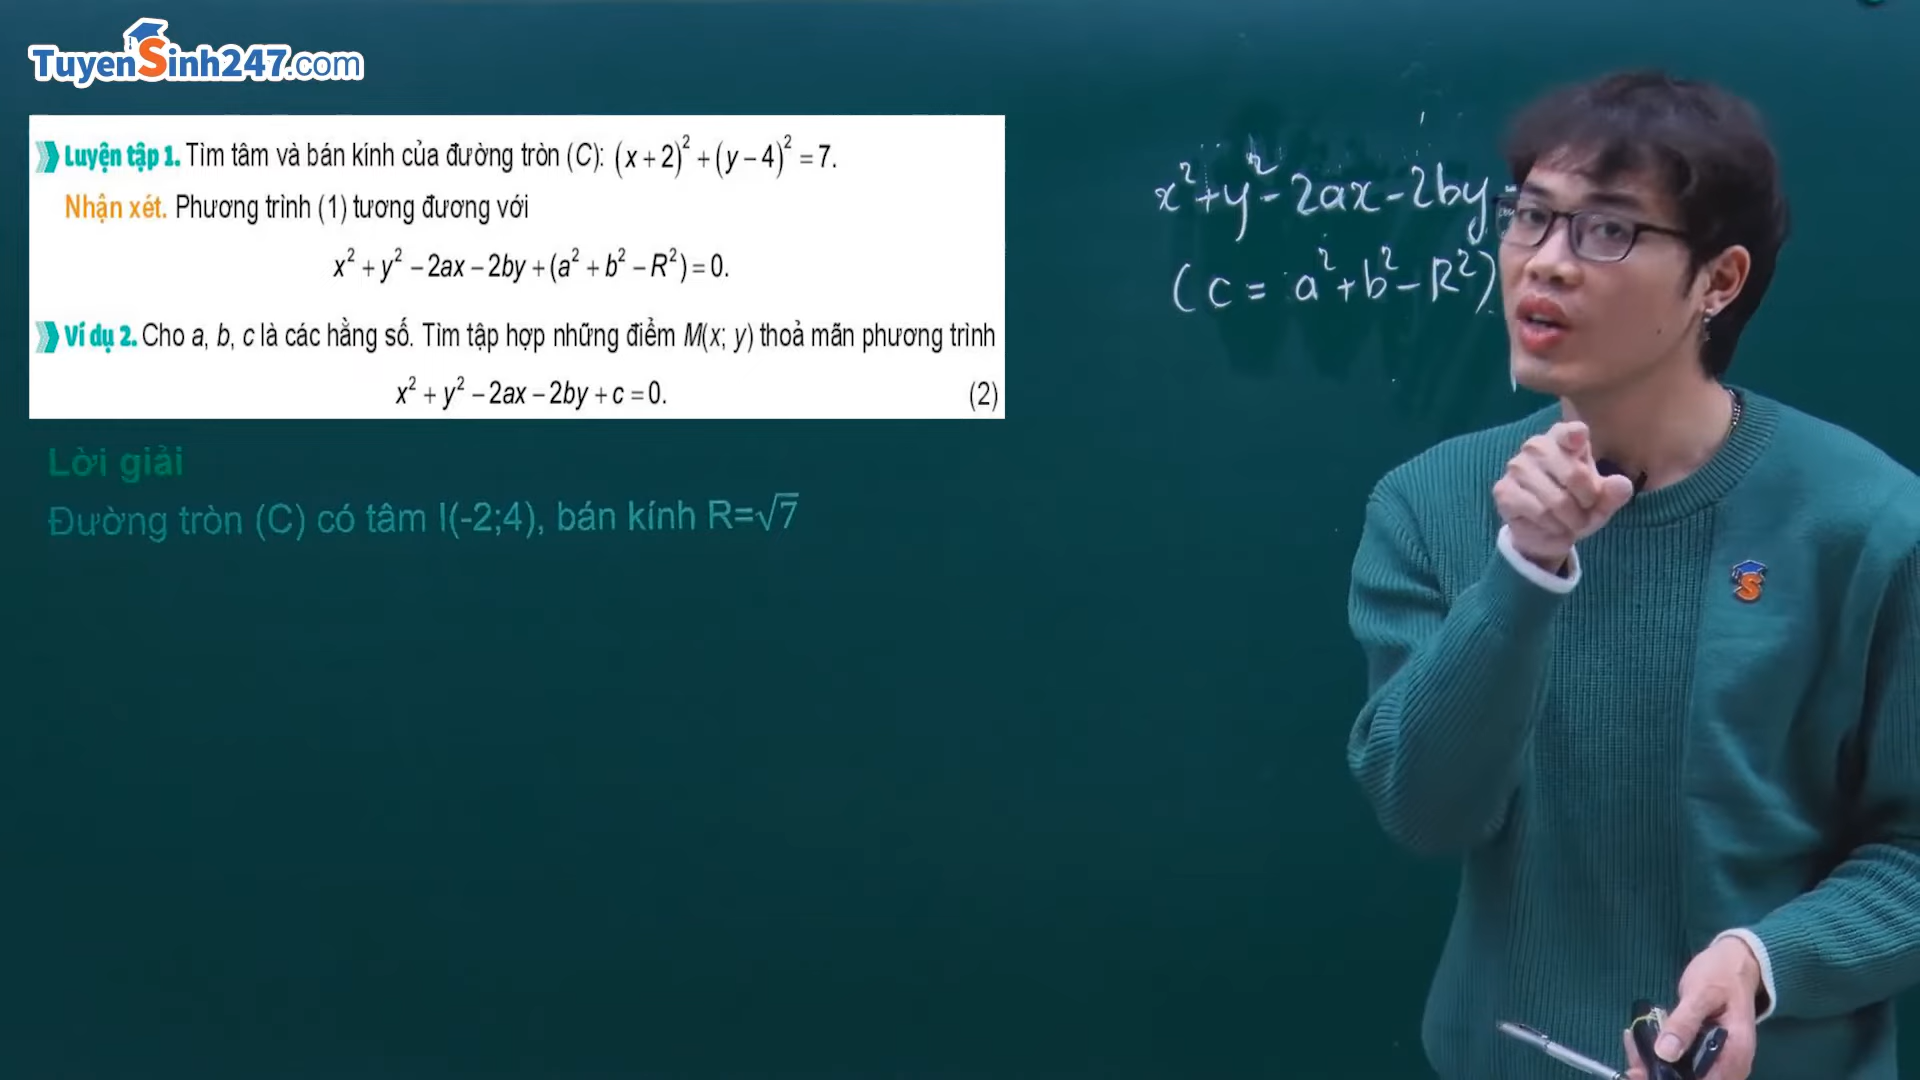 TuyenSinh247.com
Luyện tập 1. Tìm tâm và bán kính của đường tròn (C): (x+2)² + (y−4)² = 7.
Nhận xét. Phương trình (1) tương đương với
x² + y² − 2ax − 2by + (a² + b² − R²) = 0.
Ví dụ 2. Cho a, b, c là các hằng số. Tìm tập hợp những điểm M(x; y) thoả mãn phương trình
x² + y² − 2ax − 2by + c = 0. (2)
Lời giải
Đường tròn (C) có tâm I(-2;4), bán kính R=√7
x² + y² − 2ax − 2by
(c = a² + b² − R²)
S